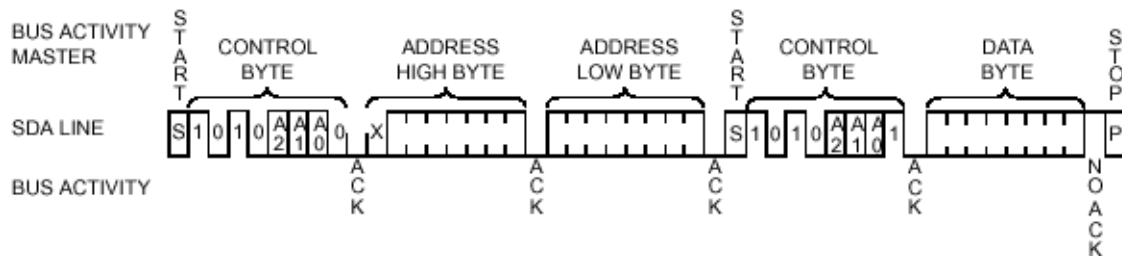 BUS ACTIVITY
MASTER
START
CONTROL
BYTE
ADDRESS
HIGH BYTE
ADDRESS
LOW BYTE
START
CONTROL
BYTE
DATA
BYTE
STOP
SDA LINE
S 1 0 1 0 A2 A1 A0 0 X S 1 0 1 0 A2 A1 A0 1 P
BUS ACTIVITY
ACK
ACK
ACK
ACK
NO ACK